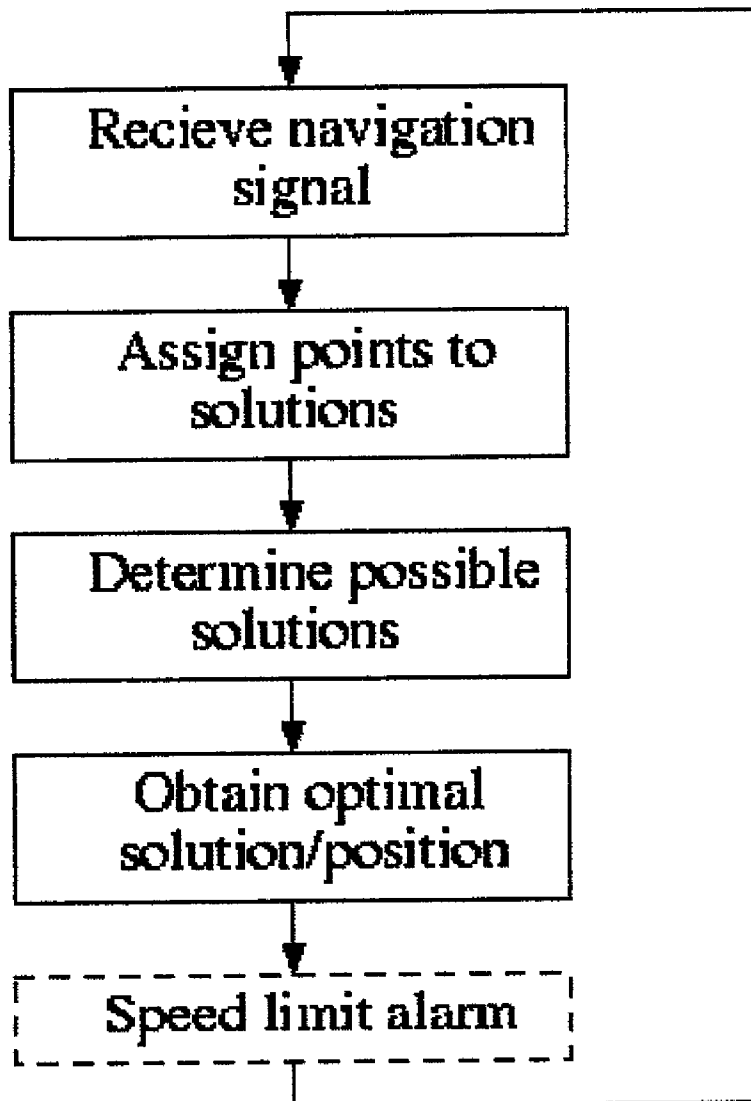 Recieve navigation
signal
Assign points to
solutions
Determine possible
solutions
Obtain optimal
solution/position
Speed limit alarm